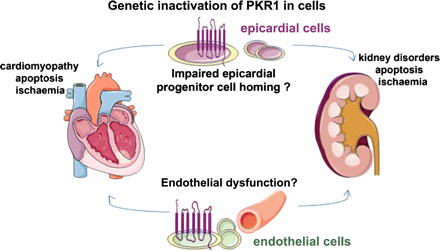 Genetic inactivation of PKR1 in cells
epicardial cells
cardiomyopathy
apoptosis
ischaemia
Impaired epicardial
progenitor cell homing ?
kidney disorders
apoptosis
ischaemia
Endothelial dysfunction?
endothelial cells